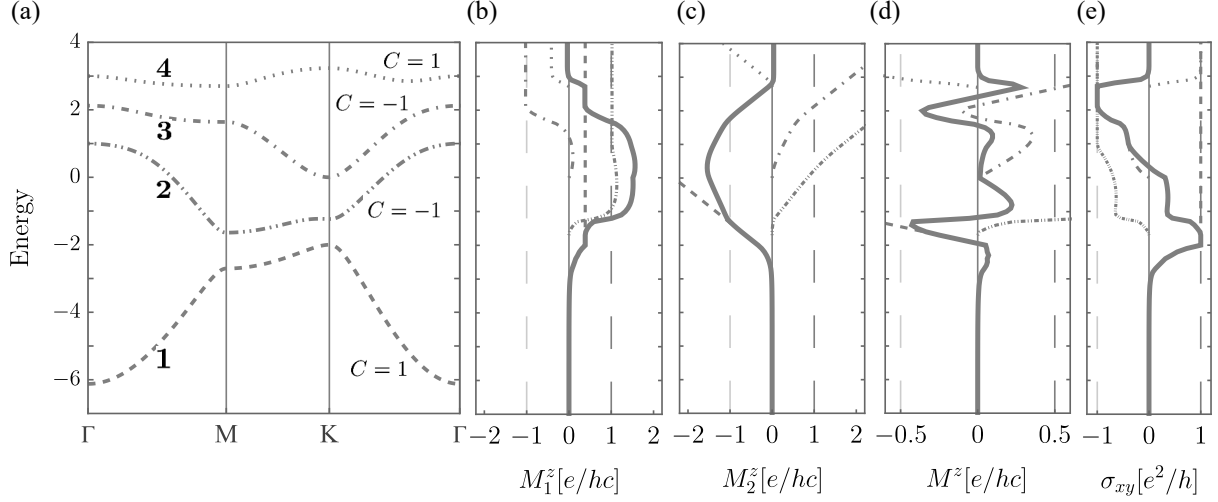 (a)
(b)
(c)
(d)
(e)
Energy
4
2
0
−2
−4
−6
4
3
2
1
C = 1
C = −1
C = −1
C = 1
Γ M K Γ
−2 −1 0 1 2
−2 −1 0 1 2
−0.5 0 0.5
−1 0 1
M₁ᶻ[e/hc]
M₂ᶻ[e/hc]
Mᶻ[e/hc]
σxy[e²/h]